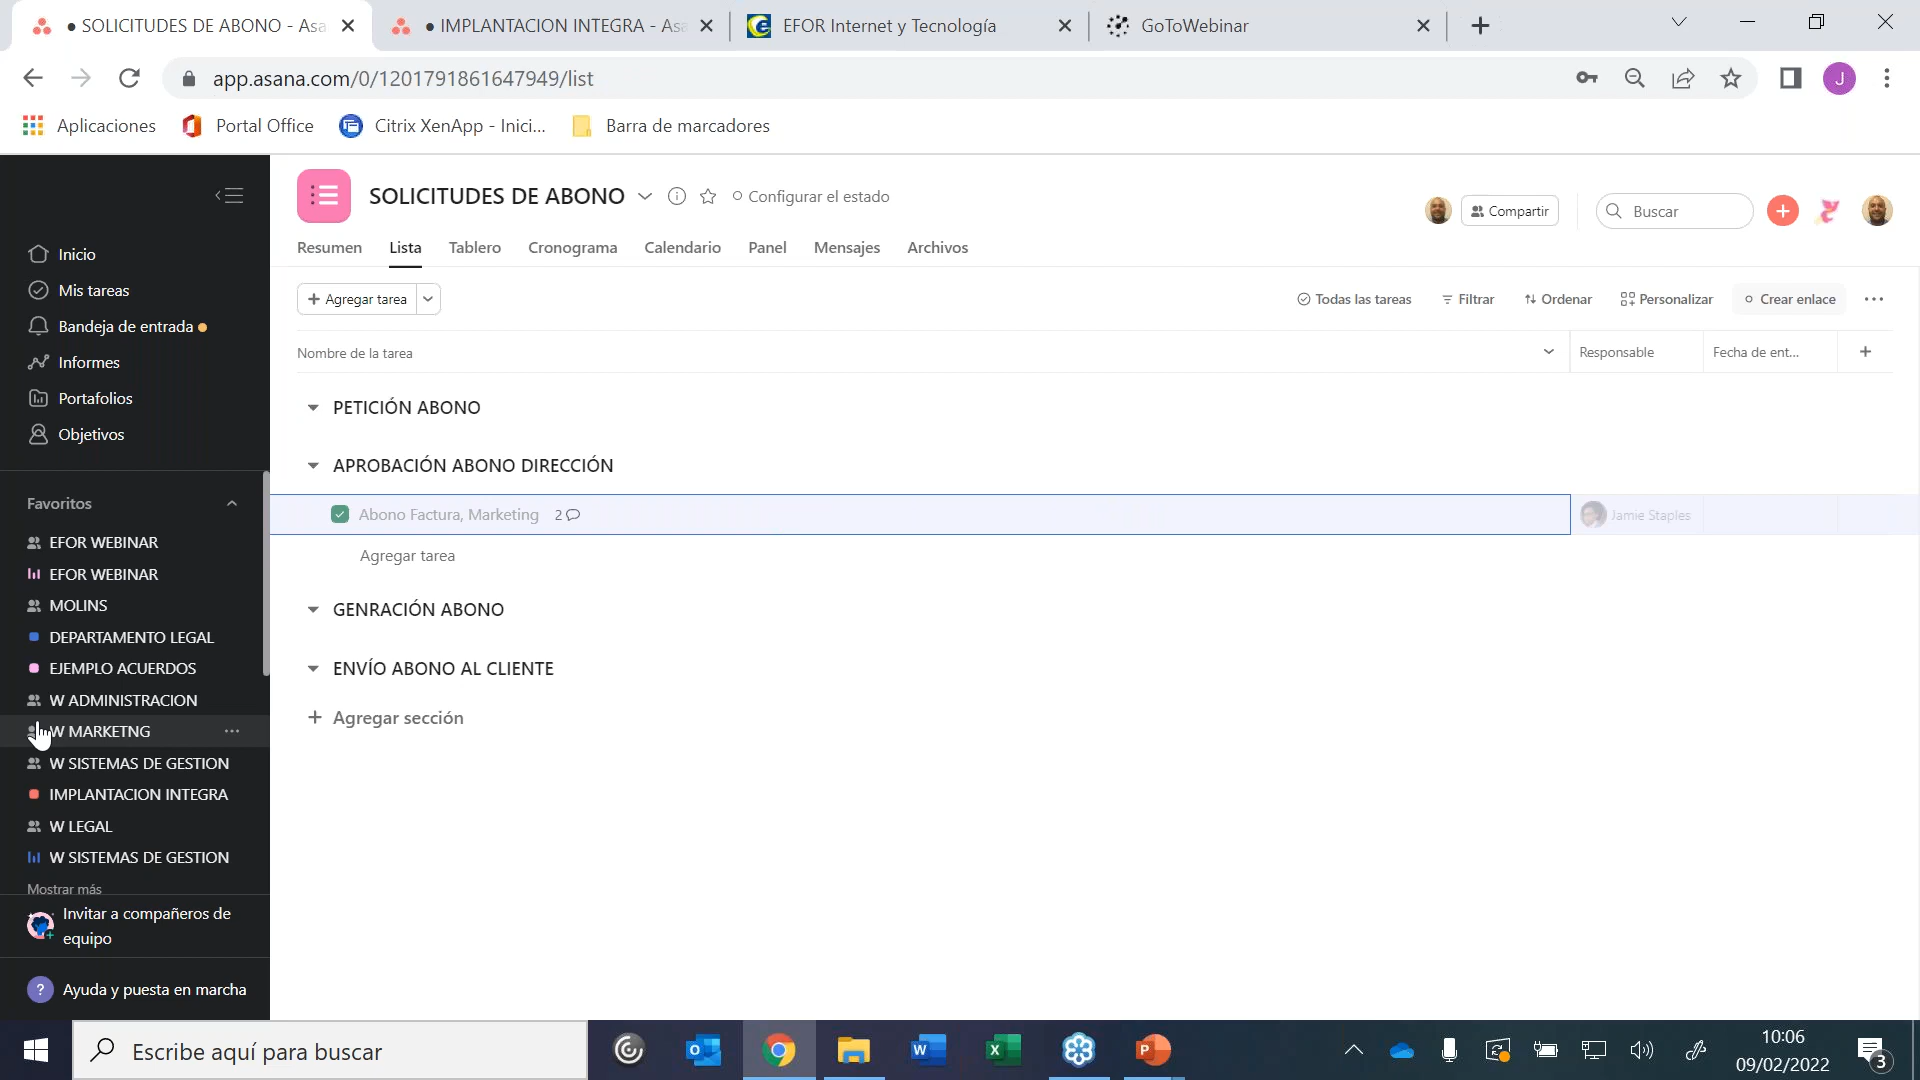 ● SOLICITUDES DE ABONO - Asa
● IMPLANTACION INTEGRA - Asa
EFOR Internet y Tecnología
GoToWebinar
app.asana.com/0/1201791861647949/list
J
Aplicaciones
Portal Office
Citrix XenApp - Inici...
Barra de marcadores
SOLICITUDES DE ABONO
Configurar el estado
Compartir
Buscar
Resumen
Lista
Tablero
Cronograma
Calendario
Panel
Mensajes
Archivos
+ Agregar tarea
Todas las tareas
Filtrar
Ordenar
Personalizar
Crear enlace
Nombre de la tarea
Responsable
Fecha de ent...
PETICIÓN ABONO
APROBACIÓN ABONO DIRECCIÓN
Abono Factura, Marketing 2
Jamie Staples
Agregar tarea
GENRACIÓN ABONO
ENVÍO ABONO AL CLIENTE
+ Agregar sección
Inicio
Mis tareas
Bandeja de entrada
Informes
Portafolios
Objetivos
Favoritos
EFOR WEBINAR
EFOR WEBINAR
MOLINS
DEPARTAMENTO LEGAL
EJEMPLO ACUERDOS
W ADMINISTRACION
W MARKETNG
W SISTEMAS DE GESTION
IMPLANTACION INTEGRA
W LEGAL
W SISTEMAS DE GESTION
Mostrar más
Invitar a compañeros de
equipo
? Ayuda y puesta en marcha
Escribe aquí para buscar
10:06
09/02/2022
3